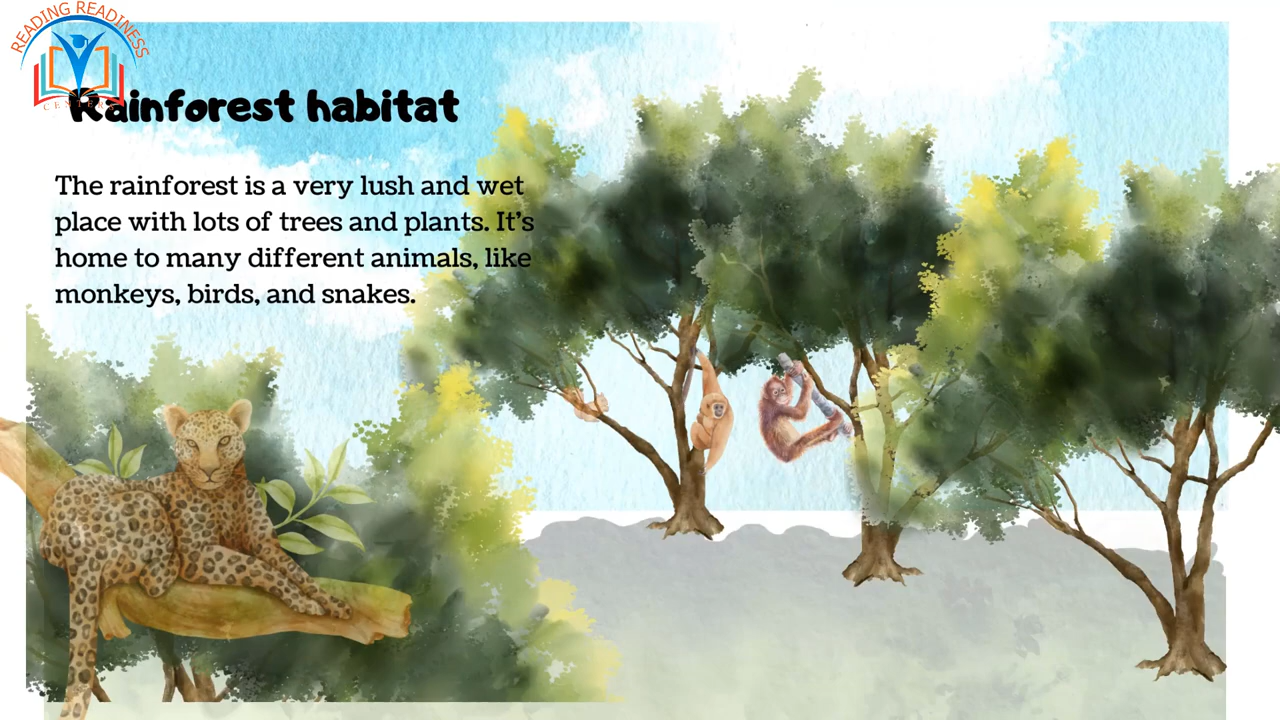 READING READINESS
CENTER
Rainforest habitat
The rainforest is a very lush and wet
place with lots of trees and plants. It's
home to many different animals, like
monkeys, birds, and snakes.